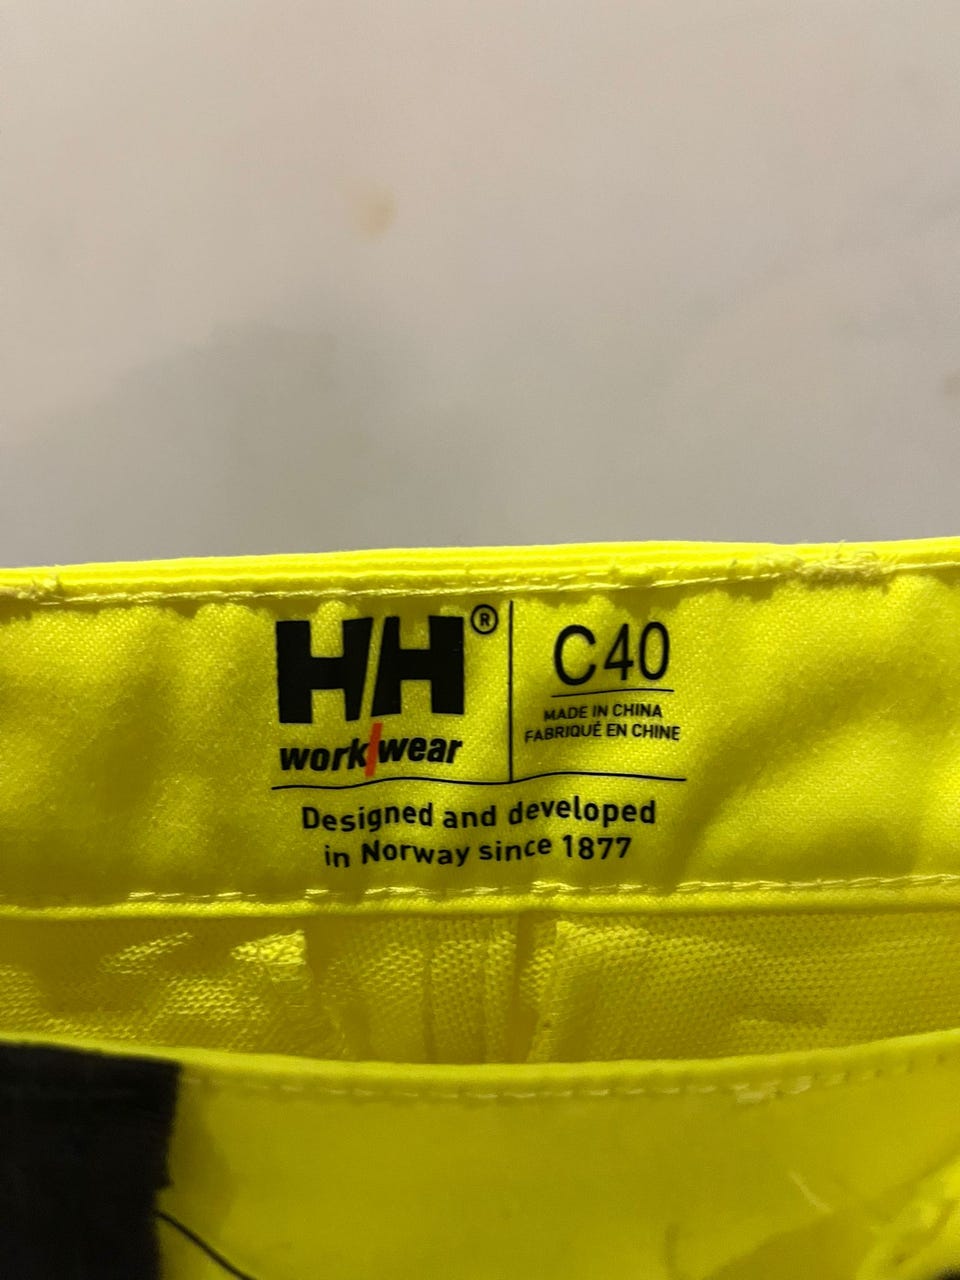 HH®
work/wear
C40
MADE IN CHINA
FABRIQUÉ EN CHINE
Designed and developed
in Norway since 1877